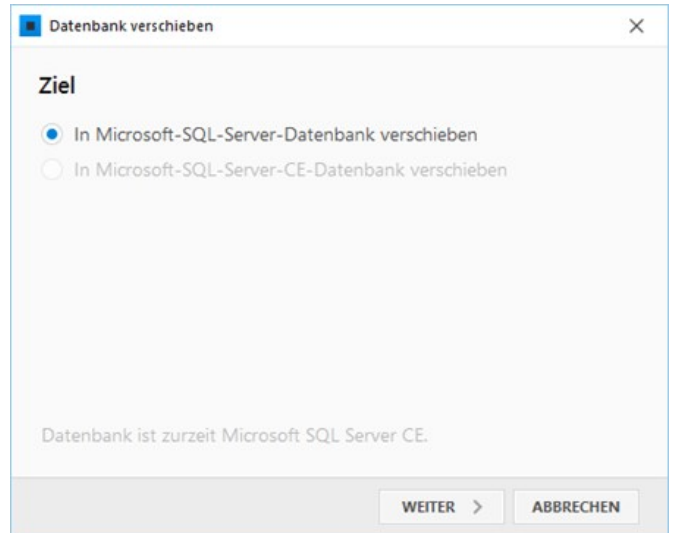 Datenbank verschieben
Ziel
In Microsoft-SQL-Server-Datenbank verschieben
In Microsoft-SQL-Server-CE-Datenbank verschieben
Datenbank ist zurzeit Microsoft SQL Server CE.
WEITER
ABBRECHEN